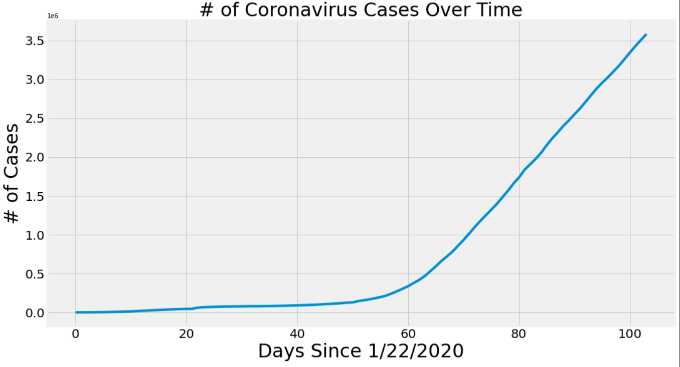 # of Coronavirus Cases Over Time
1e6
3.5
3.0
2.5
2.0
1.5
1.0
0.5
0.0
# of Cases
0 20 40 60 80 100
Days Since 1/22/2020